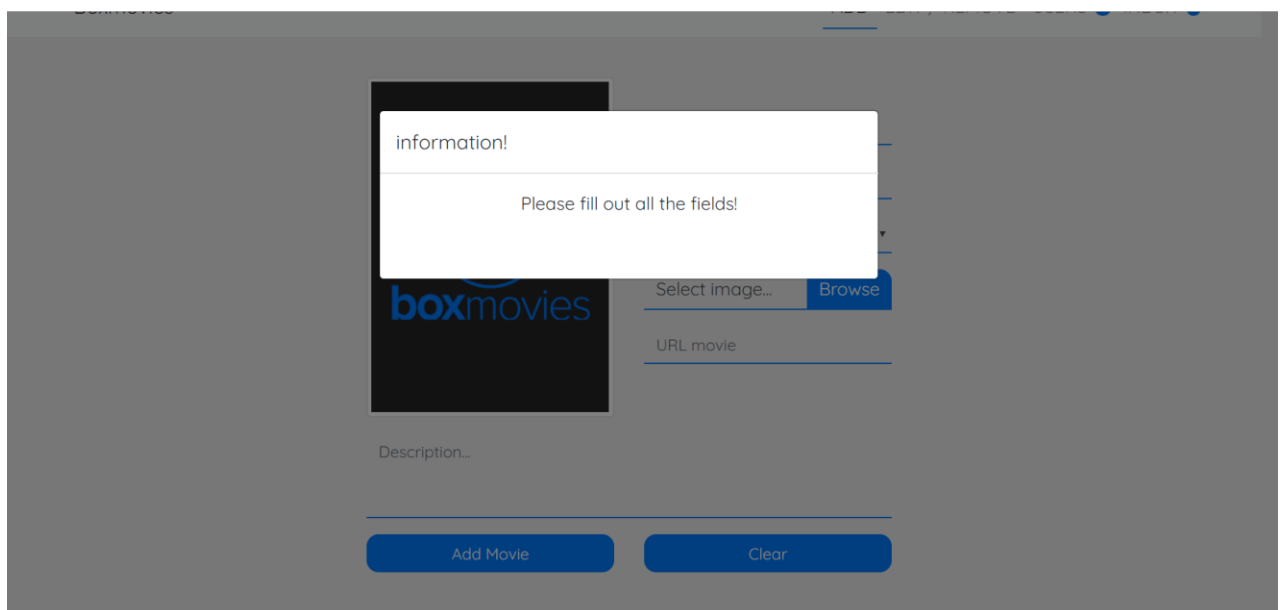 information!
Please fill out all the fields!
boxmovies
Select image...
Browse
URL movie
Description...
Add Movie
Clear